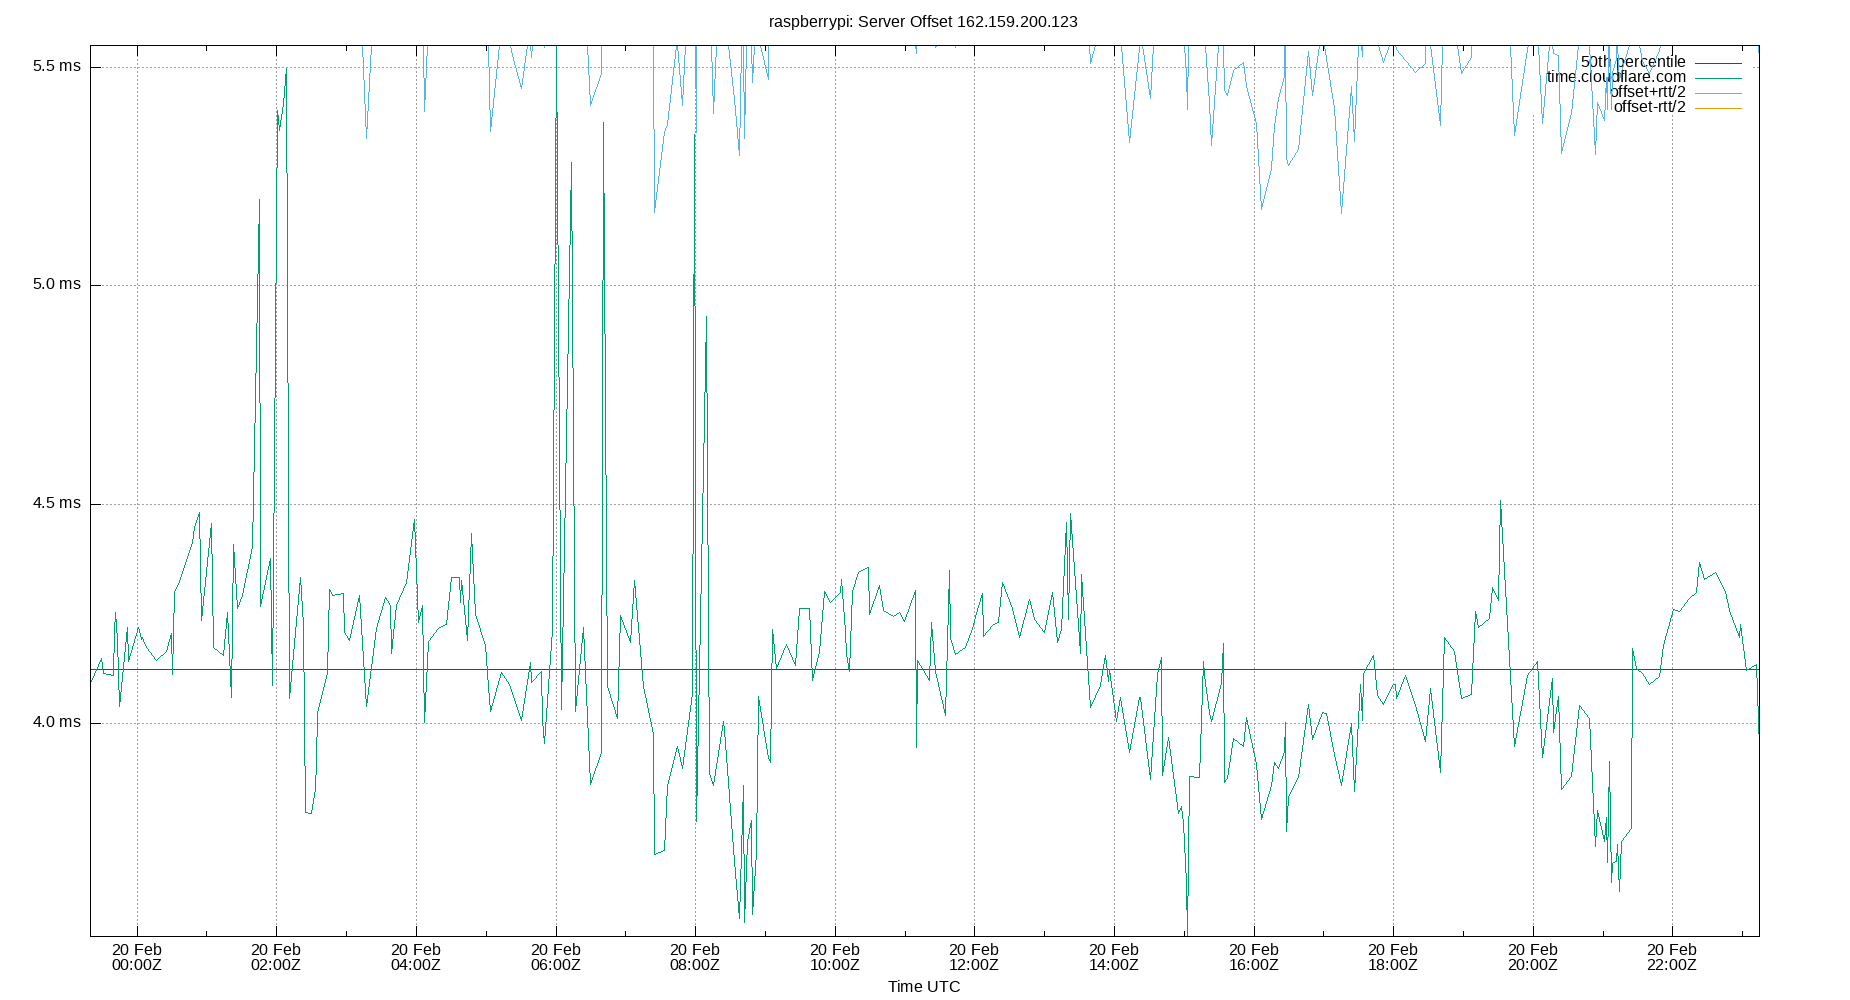 raspberrypi: Server Offset 162.159.200.123
5.5 ms
5.0 ms
4.5 ms
4.0 ms
50th percentile
time.cloudflare.com
offset+rtt/2
offset-rtt/2
20 Feb 20 Feb 20 Feb 20 Feb 20 Feb 20 Feb 20 Feb 20 Feb 20 Feb 20 Feb 20 Feb 20 Feb
00:00Z 02:00Z 04:00Z 06:00Z 08:00Z 10:00Z 12:00Z 14:00Z 16:00Z 18:00Z 20:00Z 22:00Z
Time UTC